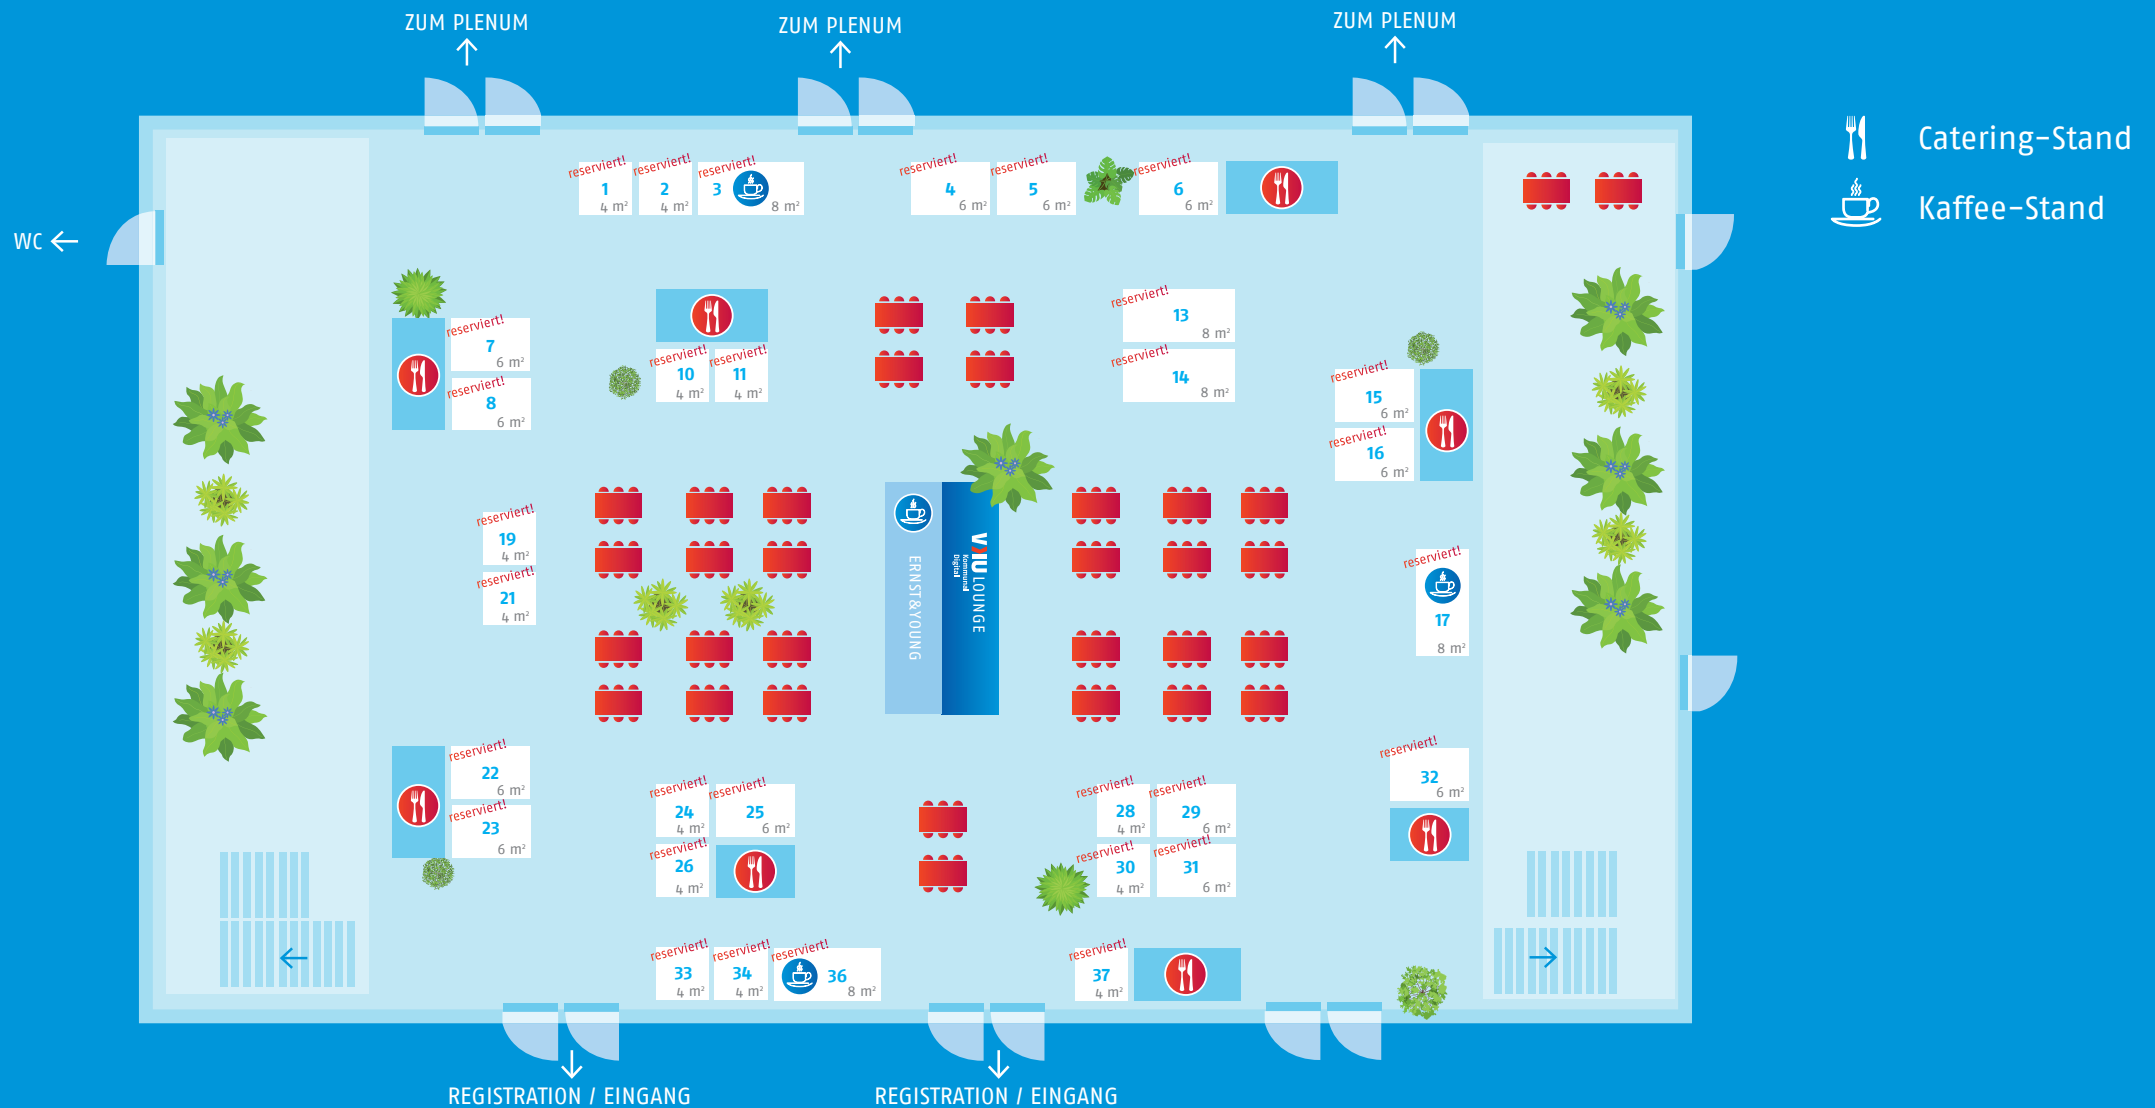 ZUM PLENUM
ZUM PLENUM
ZUM PLENUM
Catering-Stand
Kaffee-Stand
WC
reserviert!
1
4 m²
reserviert!
2
4 m²
reserviert!
3
8 m²
reserviert!
4
6 m²
reserviert!
5
6 m²
reserviert!
6
6 m²
reserviert!
7
6 m²
reserviert!
8
6 m²
reserviert!
10
4 m²
reserviert!
11
4 m²
reserviert!
13
8 m²
reserviert!
14
8 m²
reserviert!
15
6 m²
reserviert!
16
6 m²
reserviert!
19
4 m²
reserviert!
21
4 m²
ERNST&YOUNG
VKU LOUNGE
Kommunal
Digital
reserviert!
17
8 m²
reserviert!
22
6 m²
reserviert!
23
6 m²
reserviert!
24
4 m²
reserviert!
25
6 m²
reserviert!
26
4 m²
reserviert!
28
4 m²
reserviert!
29
6 m²
reserviert!
30
4 m²
reserviert!
31
6 m²
reserviert!
32
6 m²
reserviert!
33
4 m²
reserviert!
34
4 m²
reserviert!
36
8 m²
reserviert!
37
4 m²
REGISTRATION / EINGANG
REGISTRATION / EINGANG